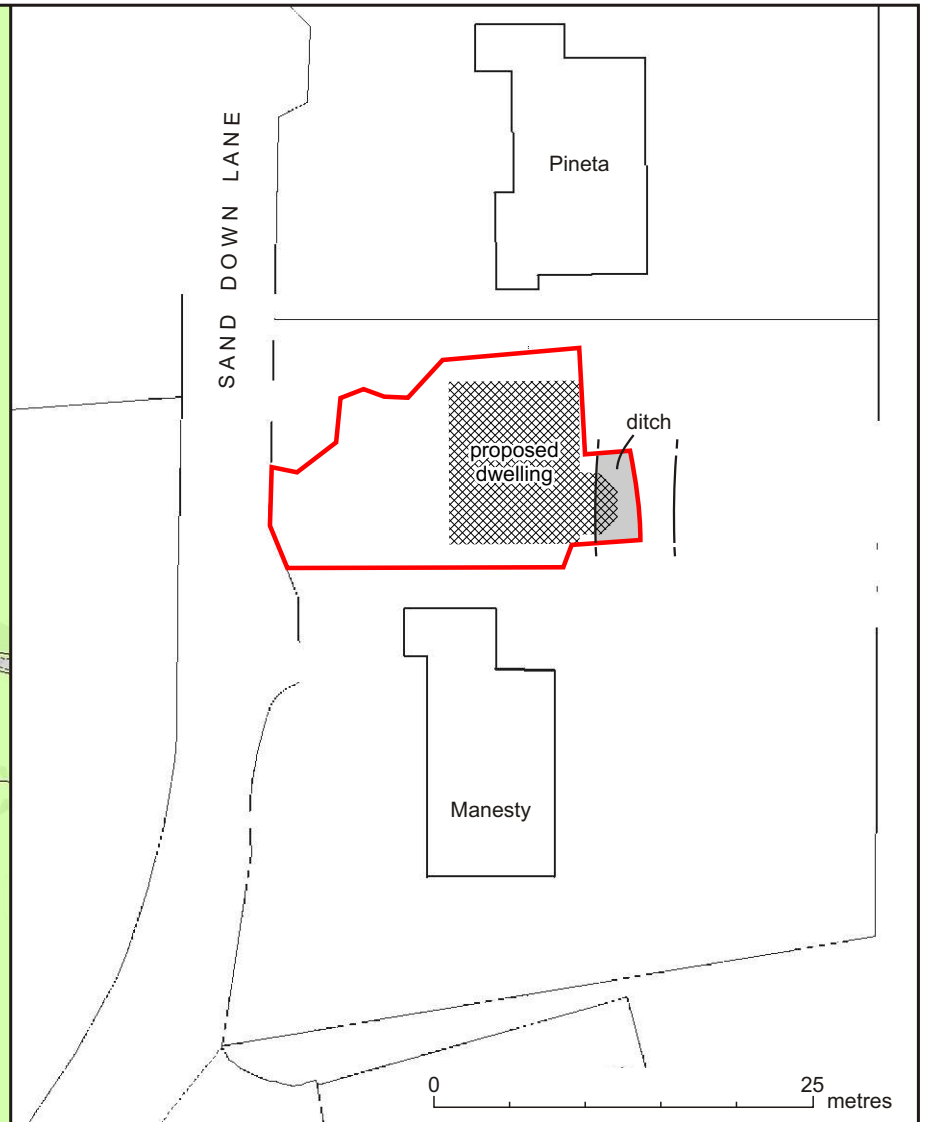 SAND DOWN LANE
Pineta
ditch
proposed
dwelling
Manesty
0 25
metres